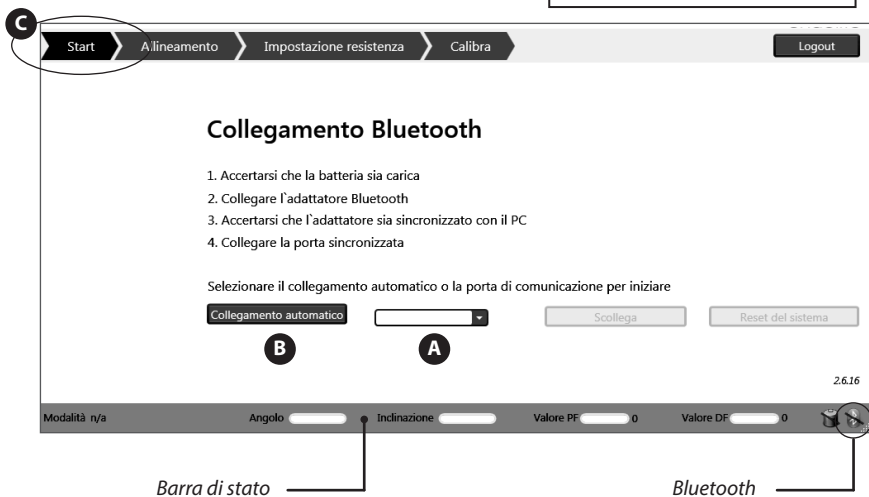 C
Start Allineamento Impostazione resistenza Calibra Logout
Collegamento Bluetooth
1. Accertarsi che la batteria sia carica
2. Collegare l`adattatore Bluetooth
3. Accertarsi che l`adattatore sia sincronizzato con il PC
4. Collegare la porta sincronizzata
Selezionare il collegamento automatico o la porta di comunicazione per iniziare
Collegamento automatico Scollega Reset del sistema
B A
2.6.16
Modalità n/a Angolo Inclinazione Valore PF 0 Valore DF 0
Barra di stato Bluetooth